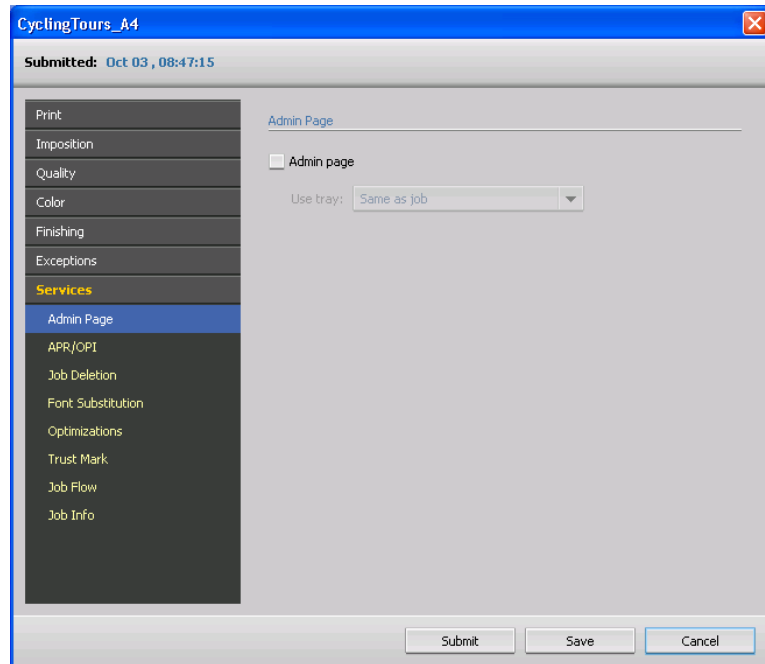 CyclingTours_A4
Submitted: Oct 03 , 08:47:15
Print
Imposition
Quality
Color
Finishing
Exceptions
Services
Admin Page
APR/OPI
Job Deletion
Font Substitution
Optimizations
Trust Mark
Job Flow
Job Info
Admin Page
Admin page
Use tray: Same as job
Submit Save Cancel